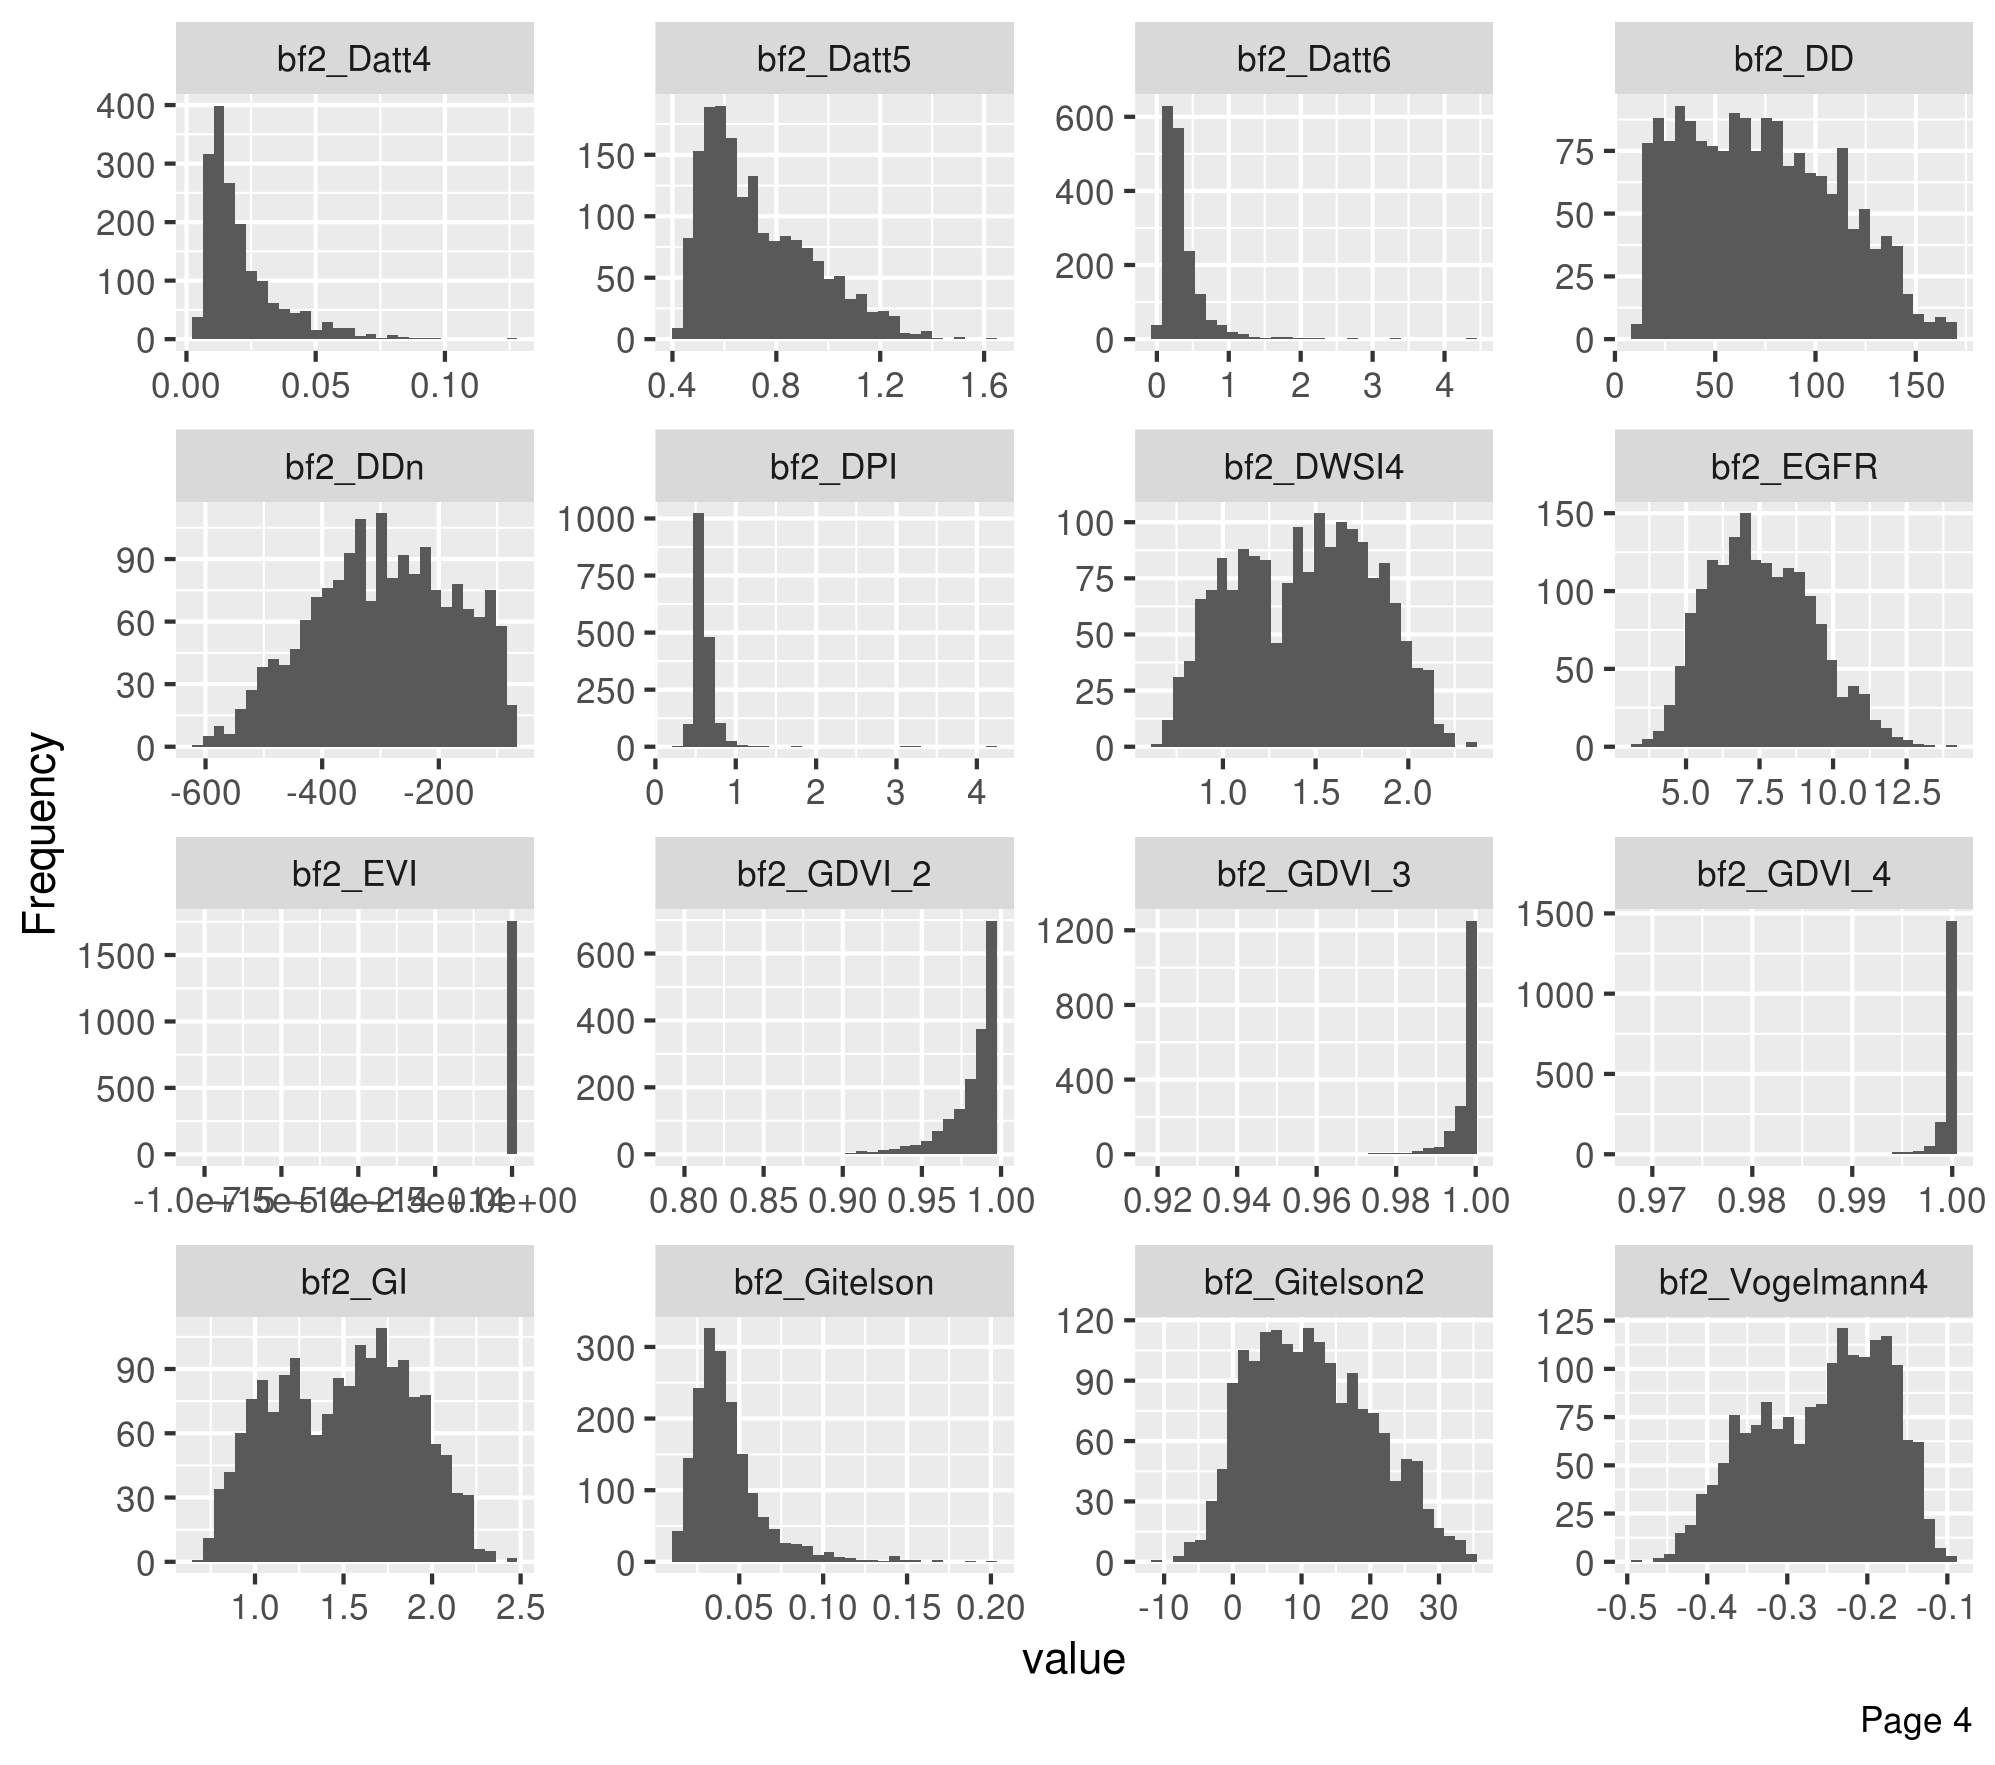 bf2_Datt4 bf2_Datt5 bf2_Datt6 bf2_DD
400 300 200 100 0
150 100 50 0
600 400 200 0
75 50 25 0
0.00 0.05 0.10
0.4 0.8 1.2 1.6
0 1 2 3 4
0 50 100 150
bf2_DDn bf2_DPI bf2_DWSI4 bf2_EGFR
90 60 30 0
1000 750 500 250 0
100 75 50 25 0
150 100 50 0
-600 -400 -200
0 1 2 3 4
1.0 1.5 2.0
5.0 7.5 10.0 12.5
Frequency
bf2_EVI bf2_GDVI_2 bf2_GDVI_3 bf2_GDVI_4
1500 1000 500 0
600 400 200 0
1200 800 400 0
1500 1000 500 0
0.80 0.85 0.90 0.95 1.00
0.92 0.94 0.96 0.98 1.00
0.97 0.98 0.99 1.00
bf2_GI bf2_Gitelson bf2_Gitelson2 bf2_Vogelmann4
90 60 30 0
300 200 100 0
120 90 60 30 0
125 100 75 50 25 0
1.0 1.5 2.0 2.5
0.05 0.10 0.15 0.20
-10 0 10 20 30
-0.5 -0.4 -0.3 -0.2 -0.1
value
Page 4